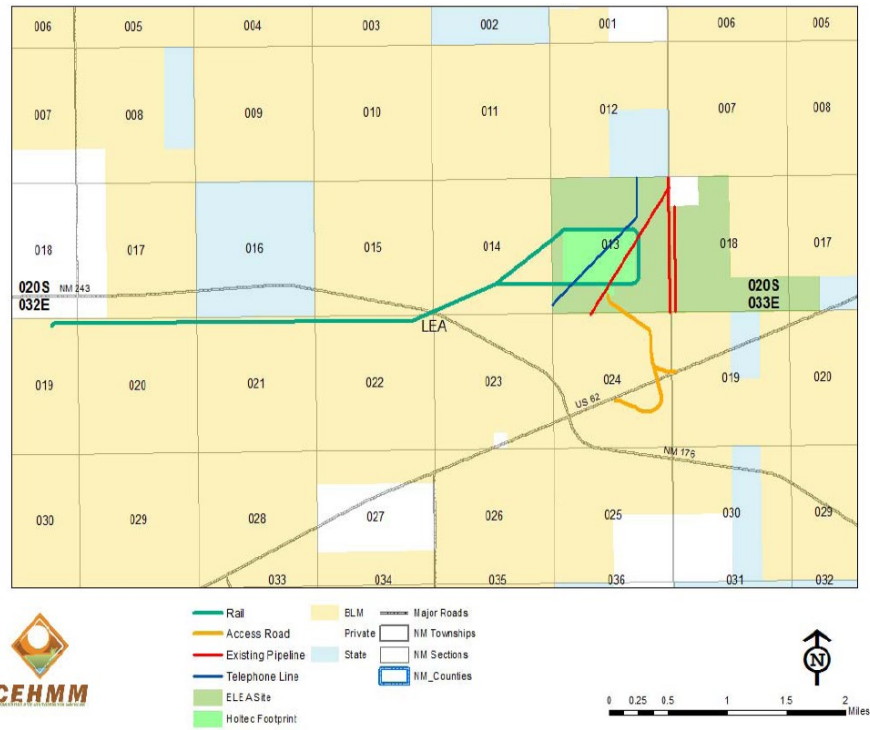 006 005 004 003 002 001 006 005
007 008 009 010 011 012 007 008
018 017 016 015 014 013 018 017
020S NM 243 020S
032E 033E
LEA
019 020 021 022 023 024 019 020
US 62
NM 176
030 029 028 027 026 025 030 029
033 034 035 036 031 032
Rail BLM Major Roads
Access Road Private NM Townships
Existing Pipeline State NM Sections
Telephone Line NM_Counties
ELEASite
Holtec Footprint
CEHMM
N
0 0.25 0.5 1 1.5 2
Miles